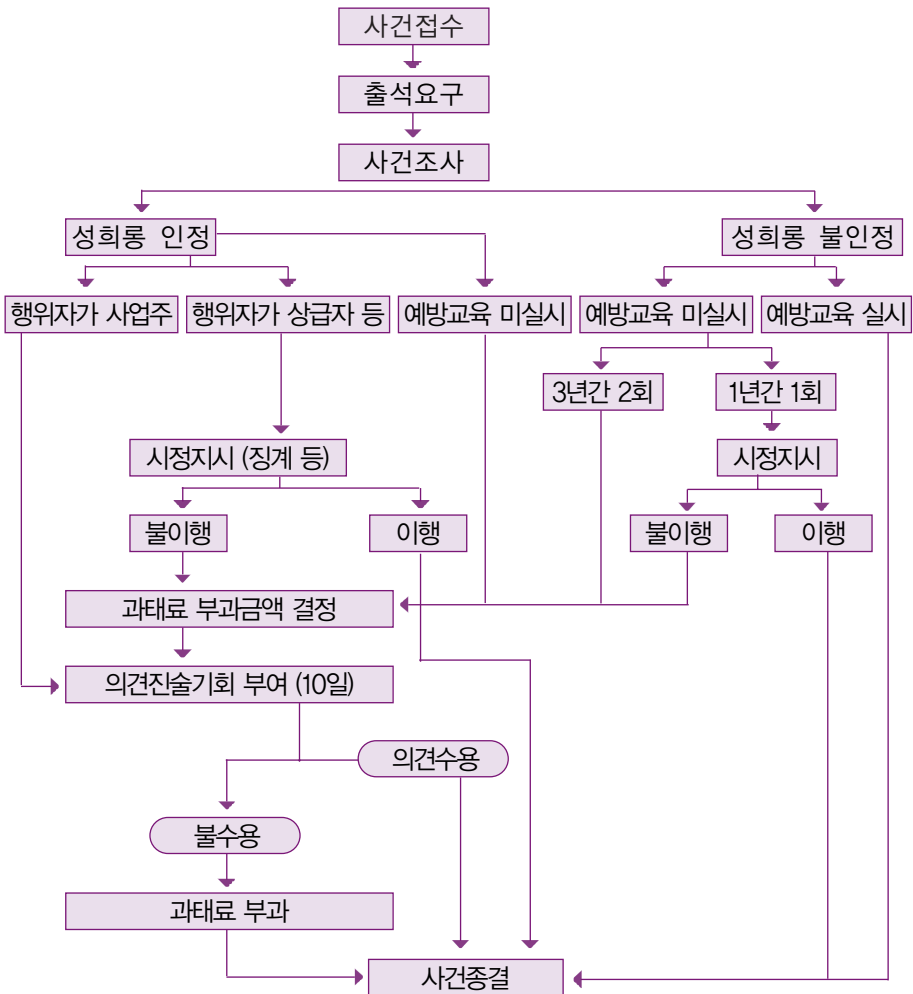 사건접수
출석요구
사건조사
성희롱 인정
성희롱 불인정
행위자가 사업주
행위자가 상급자 등
예방교육 미실시
예방교육 미실시
예방교육 실시
3년간 2회
1년간 1회
시정지시 (징계 등)
시정지시
불이행
이행
불이행
이행
과태료 부과금액 결정
의견진술기회 부여 (10일)
의견수용
불수용
과태료 부과
사건종결